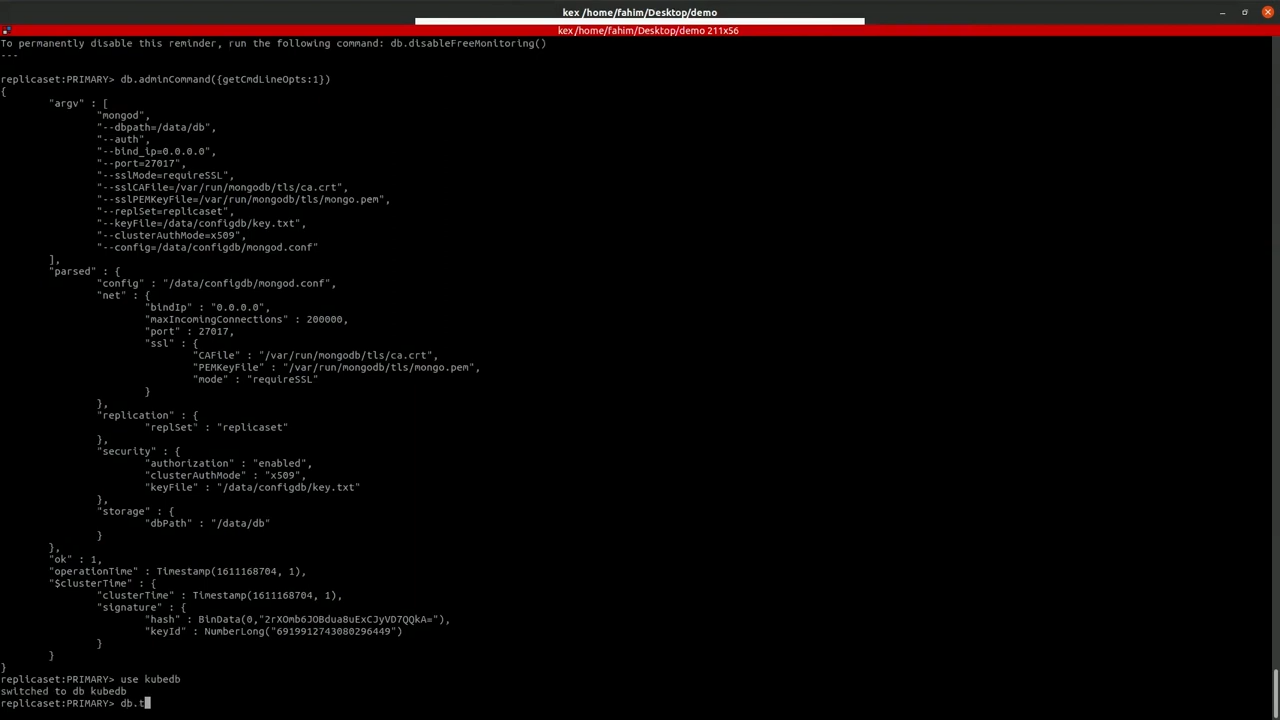 kex /home/fahim/Desktop/demo
kex /home/fahim/Desktop/demo 211x56
To permanently disable this reminder, run the following command: db.disableFreeMonitoring()
---
replicaset:PRIMARY> db.adminCommand({getCmdLineOpts:1})
{
"argv" : [
"mongod",
"--dbpath=/data/db",
"--auth",
"--bind_ip=0.0.0.0",
"--port=27017",
"--sslMode=requireSSL",
"--sslCAFile=/var/run/mongodb/tls/ca.crt",
"--sslPEMKeyFile=/var/run/mongodb/tls/mongo.pem",
"--replSet=replicaset",
"--keyFile=/data/configdb/key.txt",
"--clusterAuthMode=x509",
"--config=/data/configdb/mongod.conf"
],
"parsed" : {
"config" : "/data/configdb/mongod.conf",
"net" : {
"bindIp" : "0.0.0.0",
"maxIncomingConnections" : 200000,
"port" : 27017,
"ssl" : {
"CAFile" : "/var/run/mongodb/tls/ca.crt",
"PEMKeyFile" : "/var/run/mongodb/tls/mongo.pem",
"mode" : "requireSSL"
}
},
"replication" : {
"replSet" : "replicaset"
},
"security" : {
"authorization" : "enabled",
"clusterAuthMode" : "x509",
"keyFile" : "/data/configdb/key.txt"
},
"storage" : {
"dbPath" : "/data/db"
}
},
"ok" : 1,
"operationTime" : Timestamp(1611168704, 1),
"$clusterTime" : {
"clusterTime" : Timestamp(1611168704, 1),
"signature" : {
"hash" : BinData(0,"2rXOmb6JOBdua8uExCJyVD7QQkA="),
"keyId" : NumberLong("6919912743080296449")
}
}
}
replicaset:PRIMARY> use kubedb
switched to db kubedb
replicaset:PRIMARY> db.t